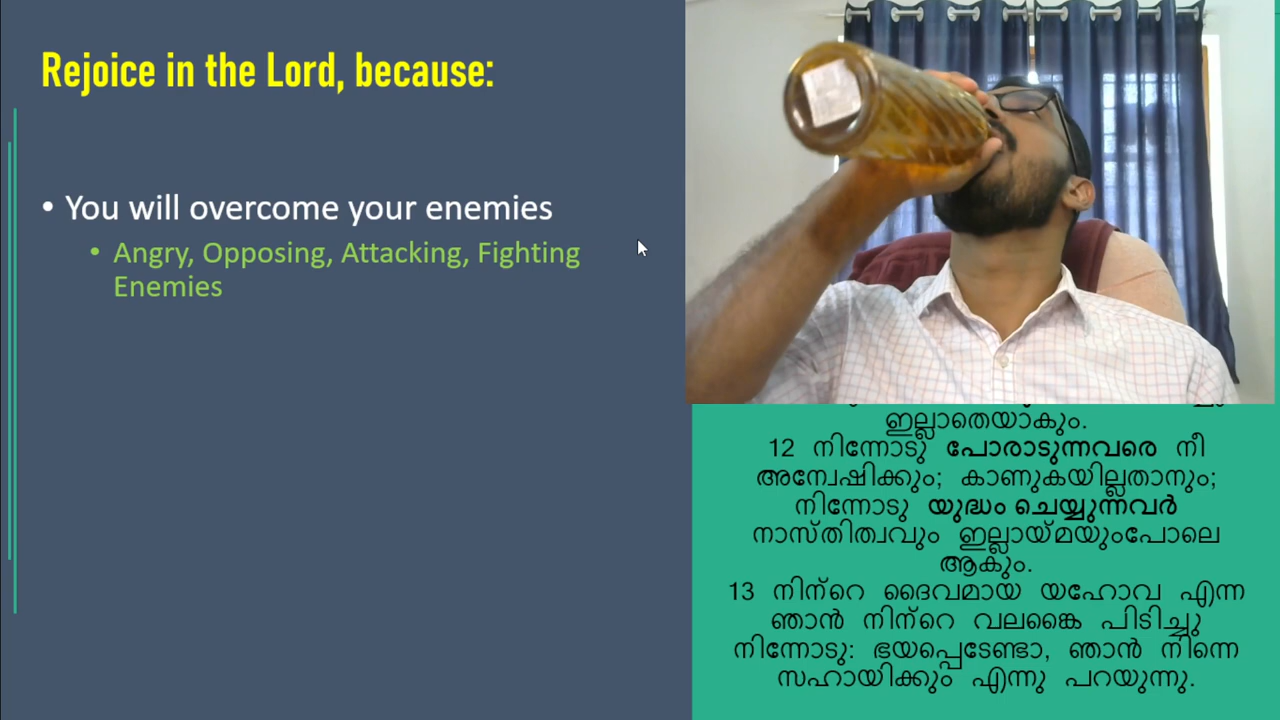 Rejoice in the Lord, because:
• You will overcome your enemies
• Angry, Opposing, Attacking, Fighting
Enemies
ഇല്ലാതെയാകും.
12 നിന്നോടു പോരാടുന്നവരെ നീ
അന്വേഷിക്കും; കാണുകയില്ലതാനും;
നിന്നോടു യുദ്ധം ചെയ്യുന്നവർ
നാസ്തിത്വവും ഇല്ലായ്മയുംപോലെ
ആകും.
13 നിന്റെ ദൈവമായ യഹോവ എന്ന
ഞാൻ നിന്റെ വലങ്കൈ പിടിച്ചു
നിന്നോടു: ഭയപ്പെടേണ്ടാ, ഞാൻ നിന്നെ
സഹായിക്കും എന്നു പറയുന്നു.